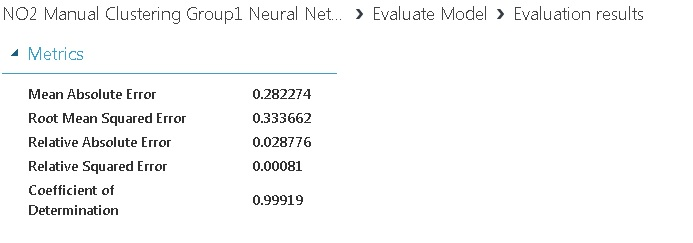 NO2 Manual Clustering Group1 Neural Net... › Evaluate Model › Evaluation results
Metrics
Mean Absolute Error 0.282274
Root Mean Squared Error 0.333662
Relative Absolute Error 0.028776
Relative Squared Error 0.00081
Coefficient of
Determination 0.99919